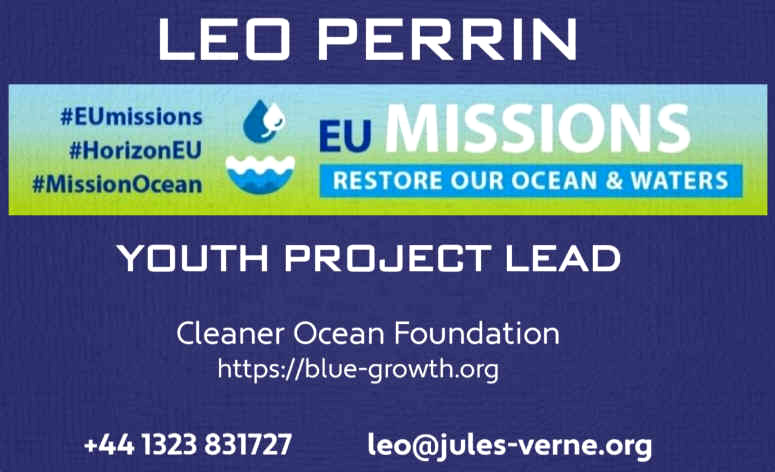 LEO PERRIN
#EUmissions
#HorizonEU
#MissionOcean
EU MISSIONS
RESTORE OUR OCEAN & WATERS
YOUTH PROJECT LEAD
Cleaner Ocean Foundation
https://blue-growth.org
+44 1323 831727 leo@jules-verne.org